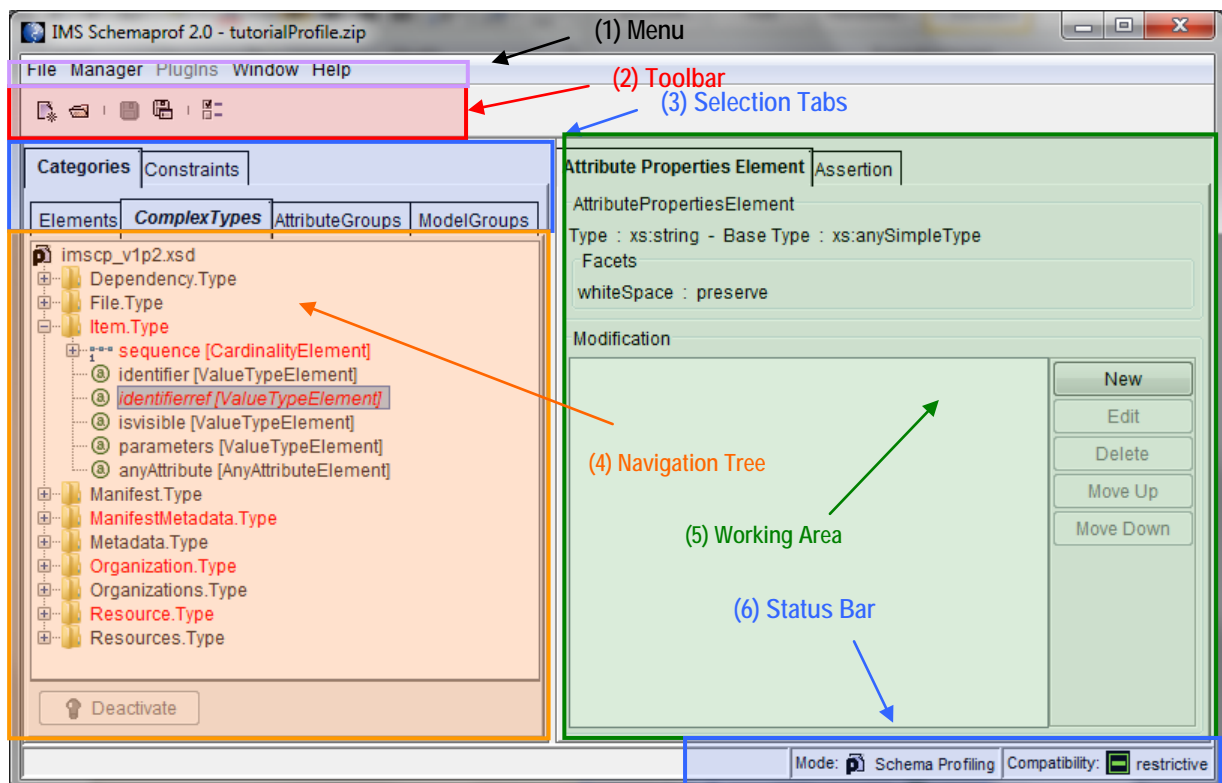 IMS Schemaprof 2.0 - tutorialProfile.zip
(1) Menu
File Manager PlugIns Window Help
(2) Toolbar
(3) Selection Tabs
Categories Constraints
Elements ComplexTypes AttributeGroups ModelGroups
imscp_v1p2.xsd
Dependency.Type
File.Type
Item.Type
1 sequence [CardinalityElement]
a identifier [ValueTypeElement]
a identifierref [ValueTypeElement]
a isvisible [ValueTypeElement]
a parameters [ValueTypeElement]
a anyAttribute [AnyAttributeElement]
Manifest.Type
ManifestMetadata.Type
Metadata.Type
Organization.Type
Organizations.Type
Resource.Type
Resources.Type
Deactivate
(4) Navigation Tree
Attribute Properties Element Assertion
AttributePropertiesElement
Type : xs:string - Base Type : xs:anySimpleType
Facets
whiteSpace : preserve
Modification
New
Edit
Delete
Move Up
Move Down
(5) Working Area
(6) Status Bar
Mode: Schema Profiling Compatibility: restrictive